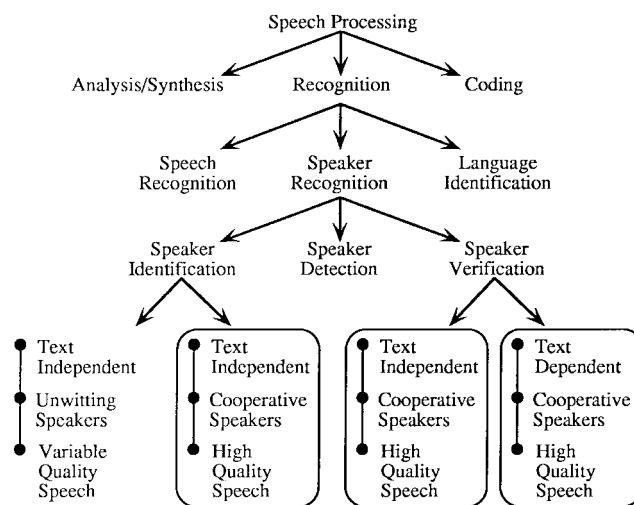 Speech Processing
Analysis/Synthesis Recognition Coding
Speech Recognition
Speaker Recognition
Language Identification
Speaker Identification
Speaker Detection
Speaker Verification
Text Independent
Unwitting Speakers
Variable Quality Speech
Text Independent
Cooperative Speakers
High Quality Speech
Text Independent
Cooperative Speakers
High Quality Speech
Text Dependent
Cooperative Speakers
High Quality Speech